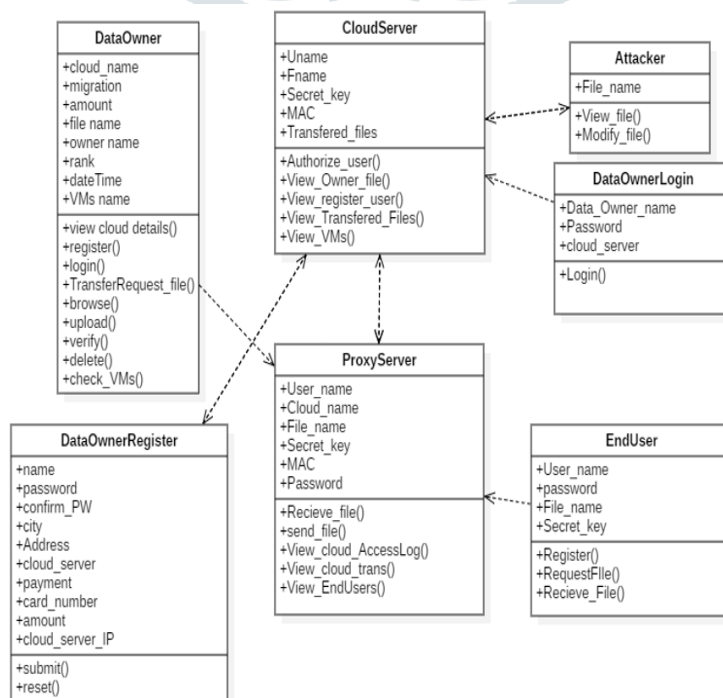 DataOwner
+cloud_name
+migration
+amount
+file name
+owner name
+rank
+dateTime
+VMs name
+view cloud details()
+register()
+login()
+TransferRequest_file()
+browse()
+upload()
+verify()
+delete()
+check_VMs()
CloudServer
+Uname
+Fname
+Secret_key
+MAC
+Transfered_files
+Authorize_user()
+View_Owner_file()
+View_register_user()
+View_Transfered_Files()
+View_VMs()
Attacker
+File_name
+View_file()
+Modify_file()
DataOwnerLogin
+Data_Owner_name
+Password
+cloud_server
+Login()
ProxyServer
+User_name
+Cloud_name
+File_name
+Secret_key
+MAC
+Password
+Recieve_file()
+send_file()
+View_cloud_AccessLog()
+View_cloud_trans()
+View_EndUsers()
DataOwnerRegister
+name
+password
+confirm_PW
+city
+Address
+cloud_server
+payment
+card_number
+amount
+cloud_server_IP
+submit()
+reset()
EndUser
+User_name
+password
+File_name
+Secret_key
+Register()
+RequestFIle()
+Recieve_File()